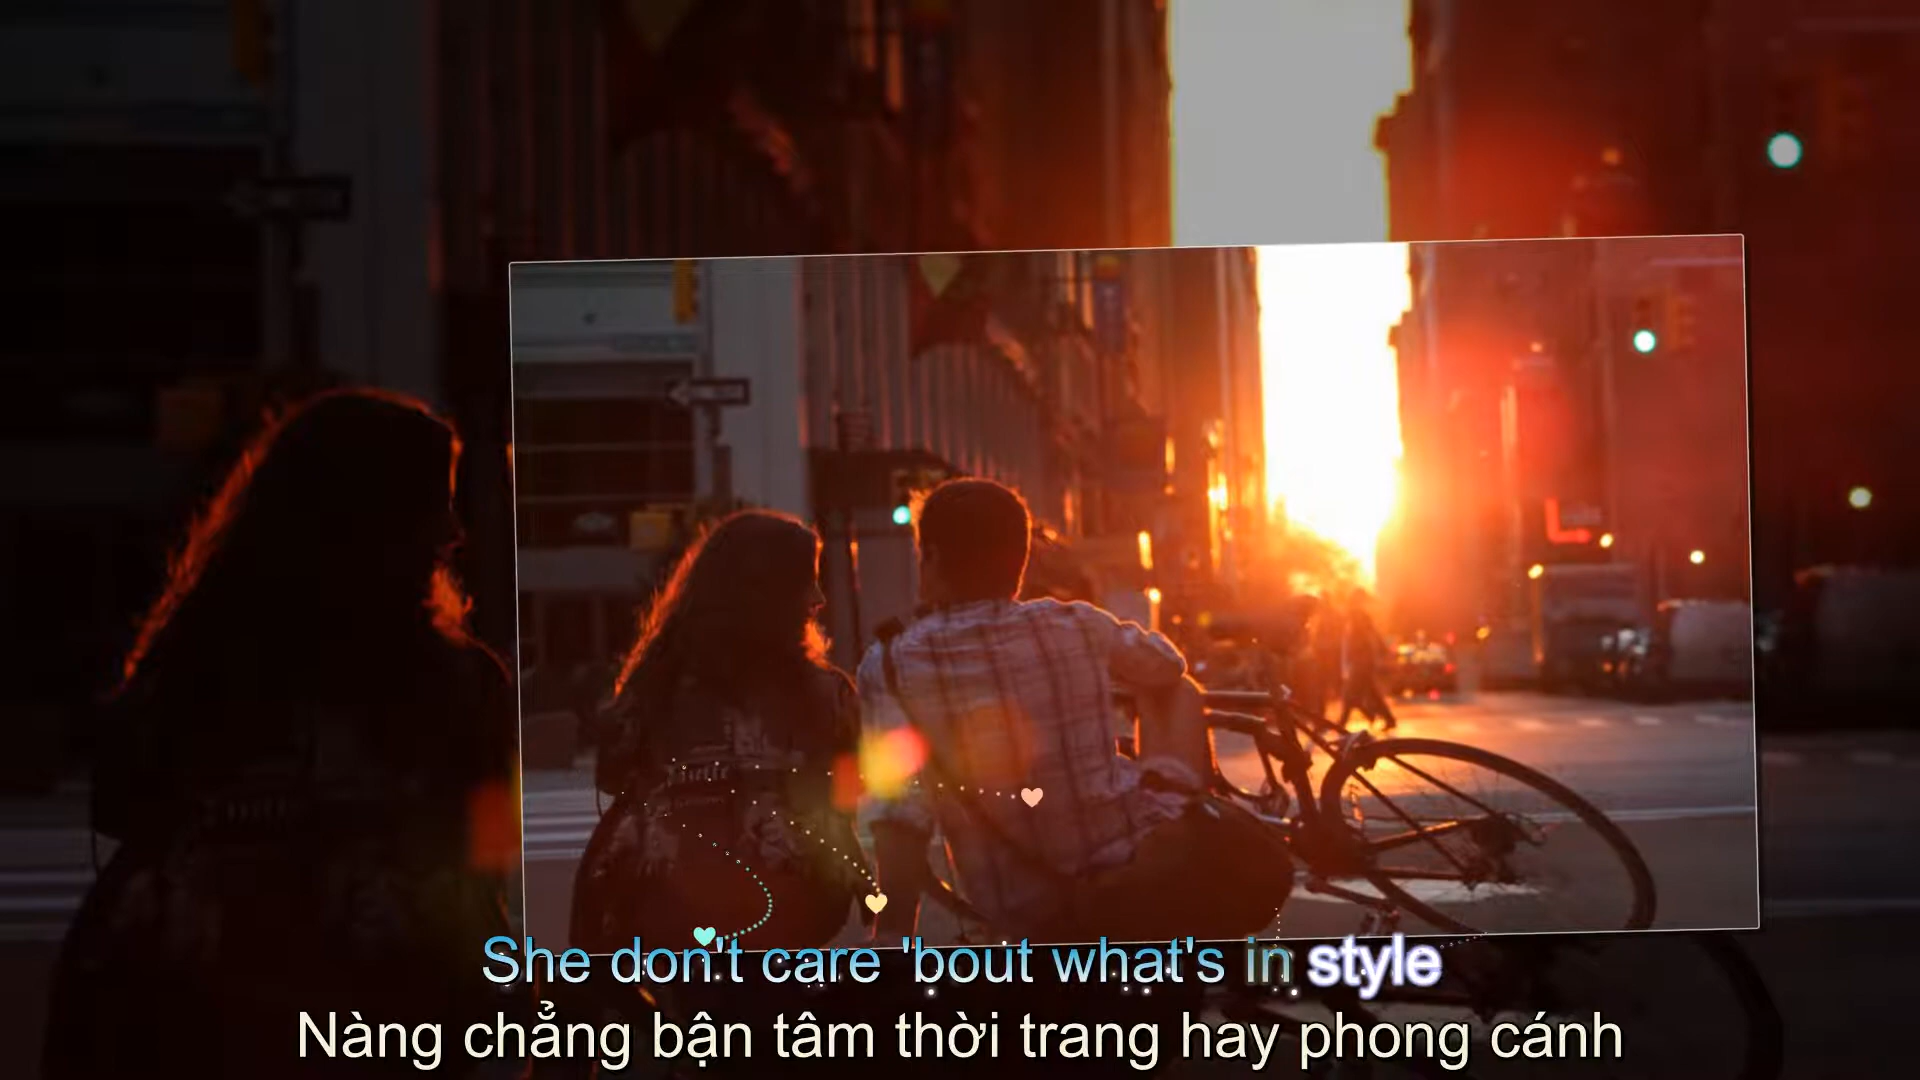 She don't care 'bout what's in style
Nàng chẳng bận tâm thời trang hay phong cánh